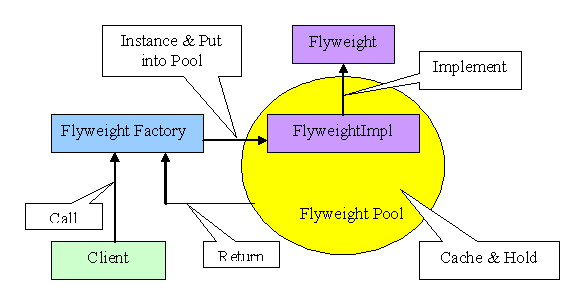 Instance & Put
into Pool
Flyweight
Implement
Flyweight Factory
FlyweightImpl
Flyweight Pool
Call
Client
Return
Cache & Hold